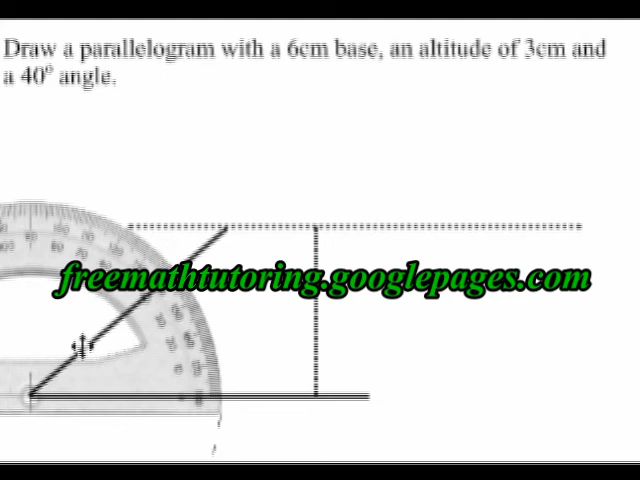 Draw a parallelogram with a 6cm base, an altitude of 3cm and
a 40° angle.
freemathtutoring.googlepages.com